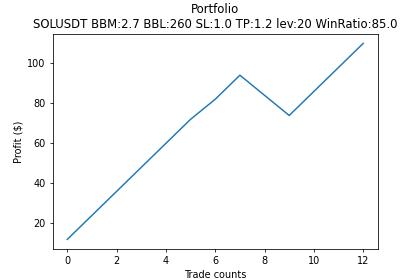 Portfolio
SOLUSDT BBM:2.7 BBL:260 SL:1.0 TP:1.2 lev:20 WinRatio:85.0
100
80
60
40
20
Profit ($)
0 2 4 6 8 10 12
Trade counts